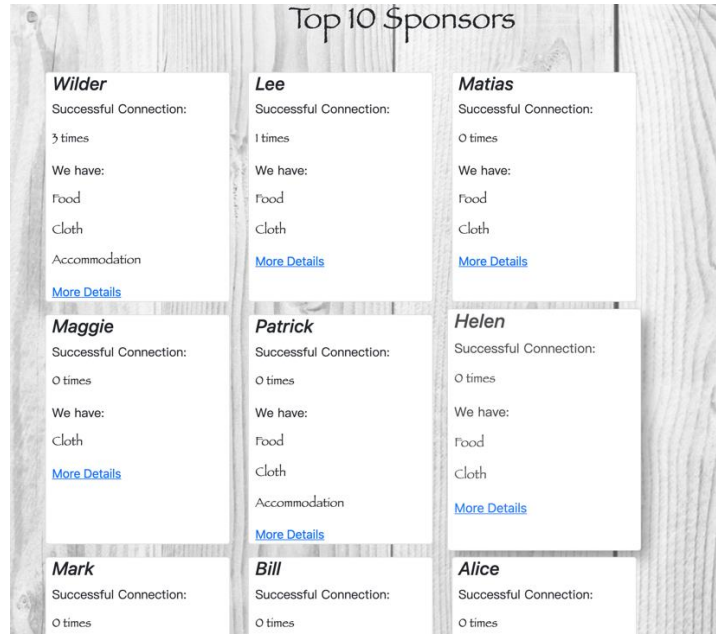 Top 10 Sponsors
Wilder
Successful Connection:
3 times
We have:
Food
Cloth
Accommodation
More Details
Lee
Successful Connection:
1 times
We have:
Food
Cloth
More Details
Matias
Successful Connection:
0 times
We have:
Food
Cloth
More Details
Maggie
Successful Connection:
0 times
We have:
Cloth
More Details
Patrick
Successful Connection:
0 times
We have:
Food
Cloth
Accommodation
More Details
Helen
Successful Connection:
0 times
We have:
Food
Cloth
More Details
Mark
Successful Connection:
0 times
Bill
Successful Connection:
0 times
Alice
Successful Connection:
0 times